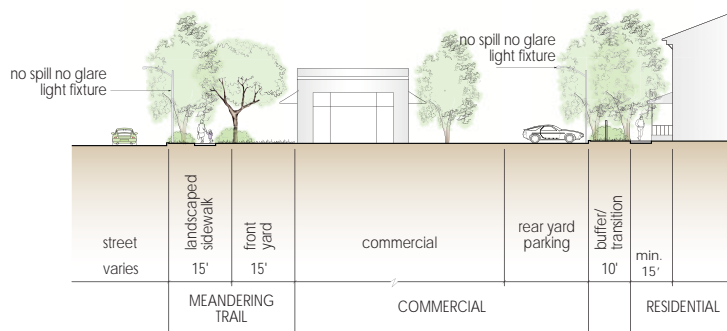 no spill no glare
light fixture
no spill no glare
light fixture
street
varies
landscaped
sidewalk
15'
front
yard
15'
commercial
rear yard
parking
buffer/
transition
10'
min.
15'
MEANDERING
TRAIL
COMMERCIAL
RESIDENTIAL